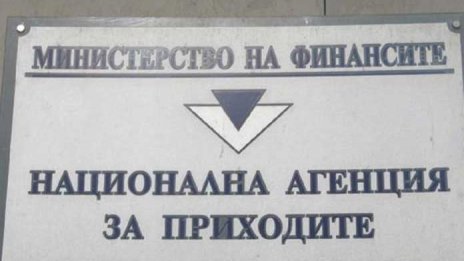 МИНИСТЕРСТВО НА ФИНАНСИТЕ
НАЦИОНАЛНА АГЕНЦИЯ
ЗА ПРИХОДИТЕ